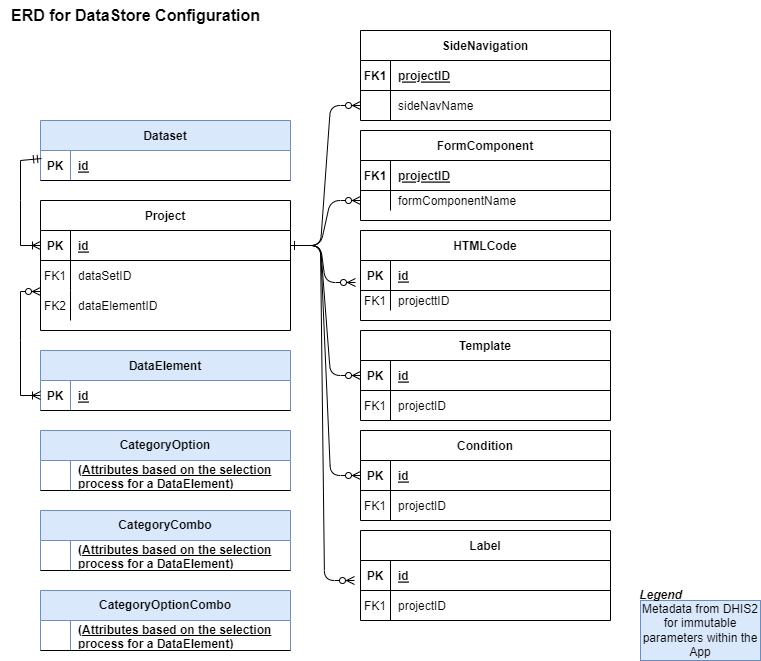 ERD for DataStore Configuration
Dataset
PK id
Project
PK id
FK1 dataSetID
FK2 dataElementID
DataElement
PK id
CategoryOption
(Attributes based on the selection
process for a DataElement)
CategoryCombo
(Attributes based on the selection
process for a DataElement)
CategoryOptionCombo
(Attributes based on the selection
process for a DataElement)
SideNavigation
FK1 projectID
sideNavName
FormComponent
FK1 projectID
formComponentName
HTMLCode
PK id
FK1 projecttID
Template
PK id
FK1 projectID
Condition
PK id
FK1 projectID
Label
PK id
FK1 projectID
Legend
Metadata from DHIS2
for immutable
parameters within the
App